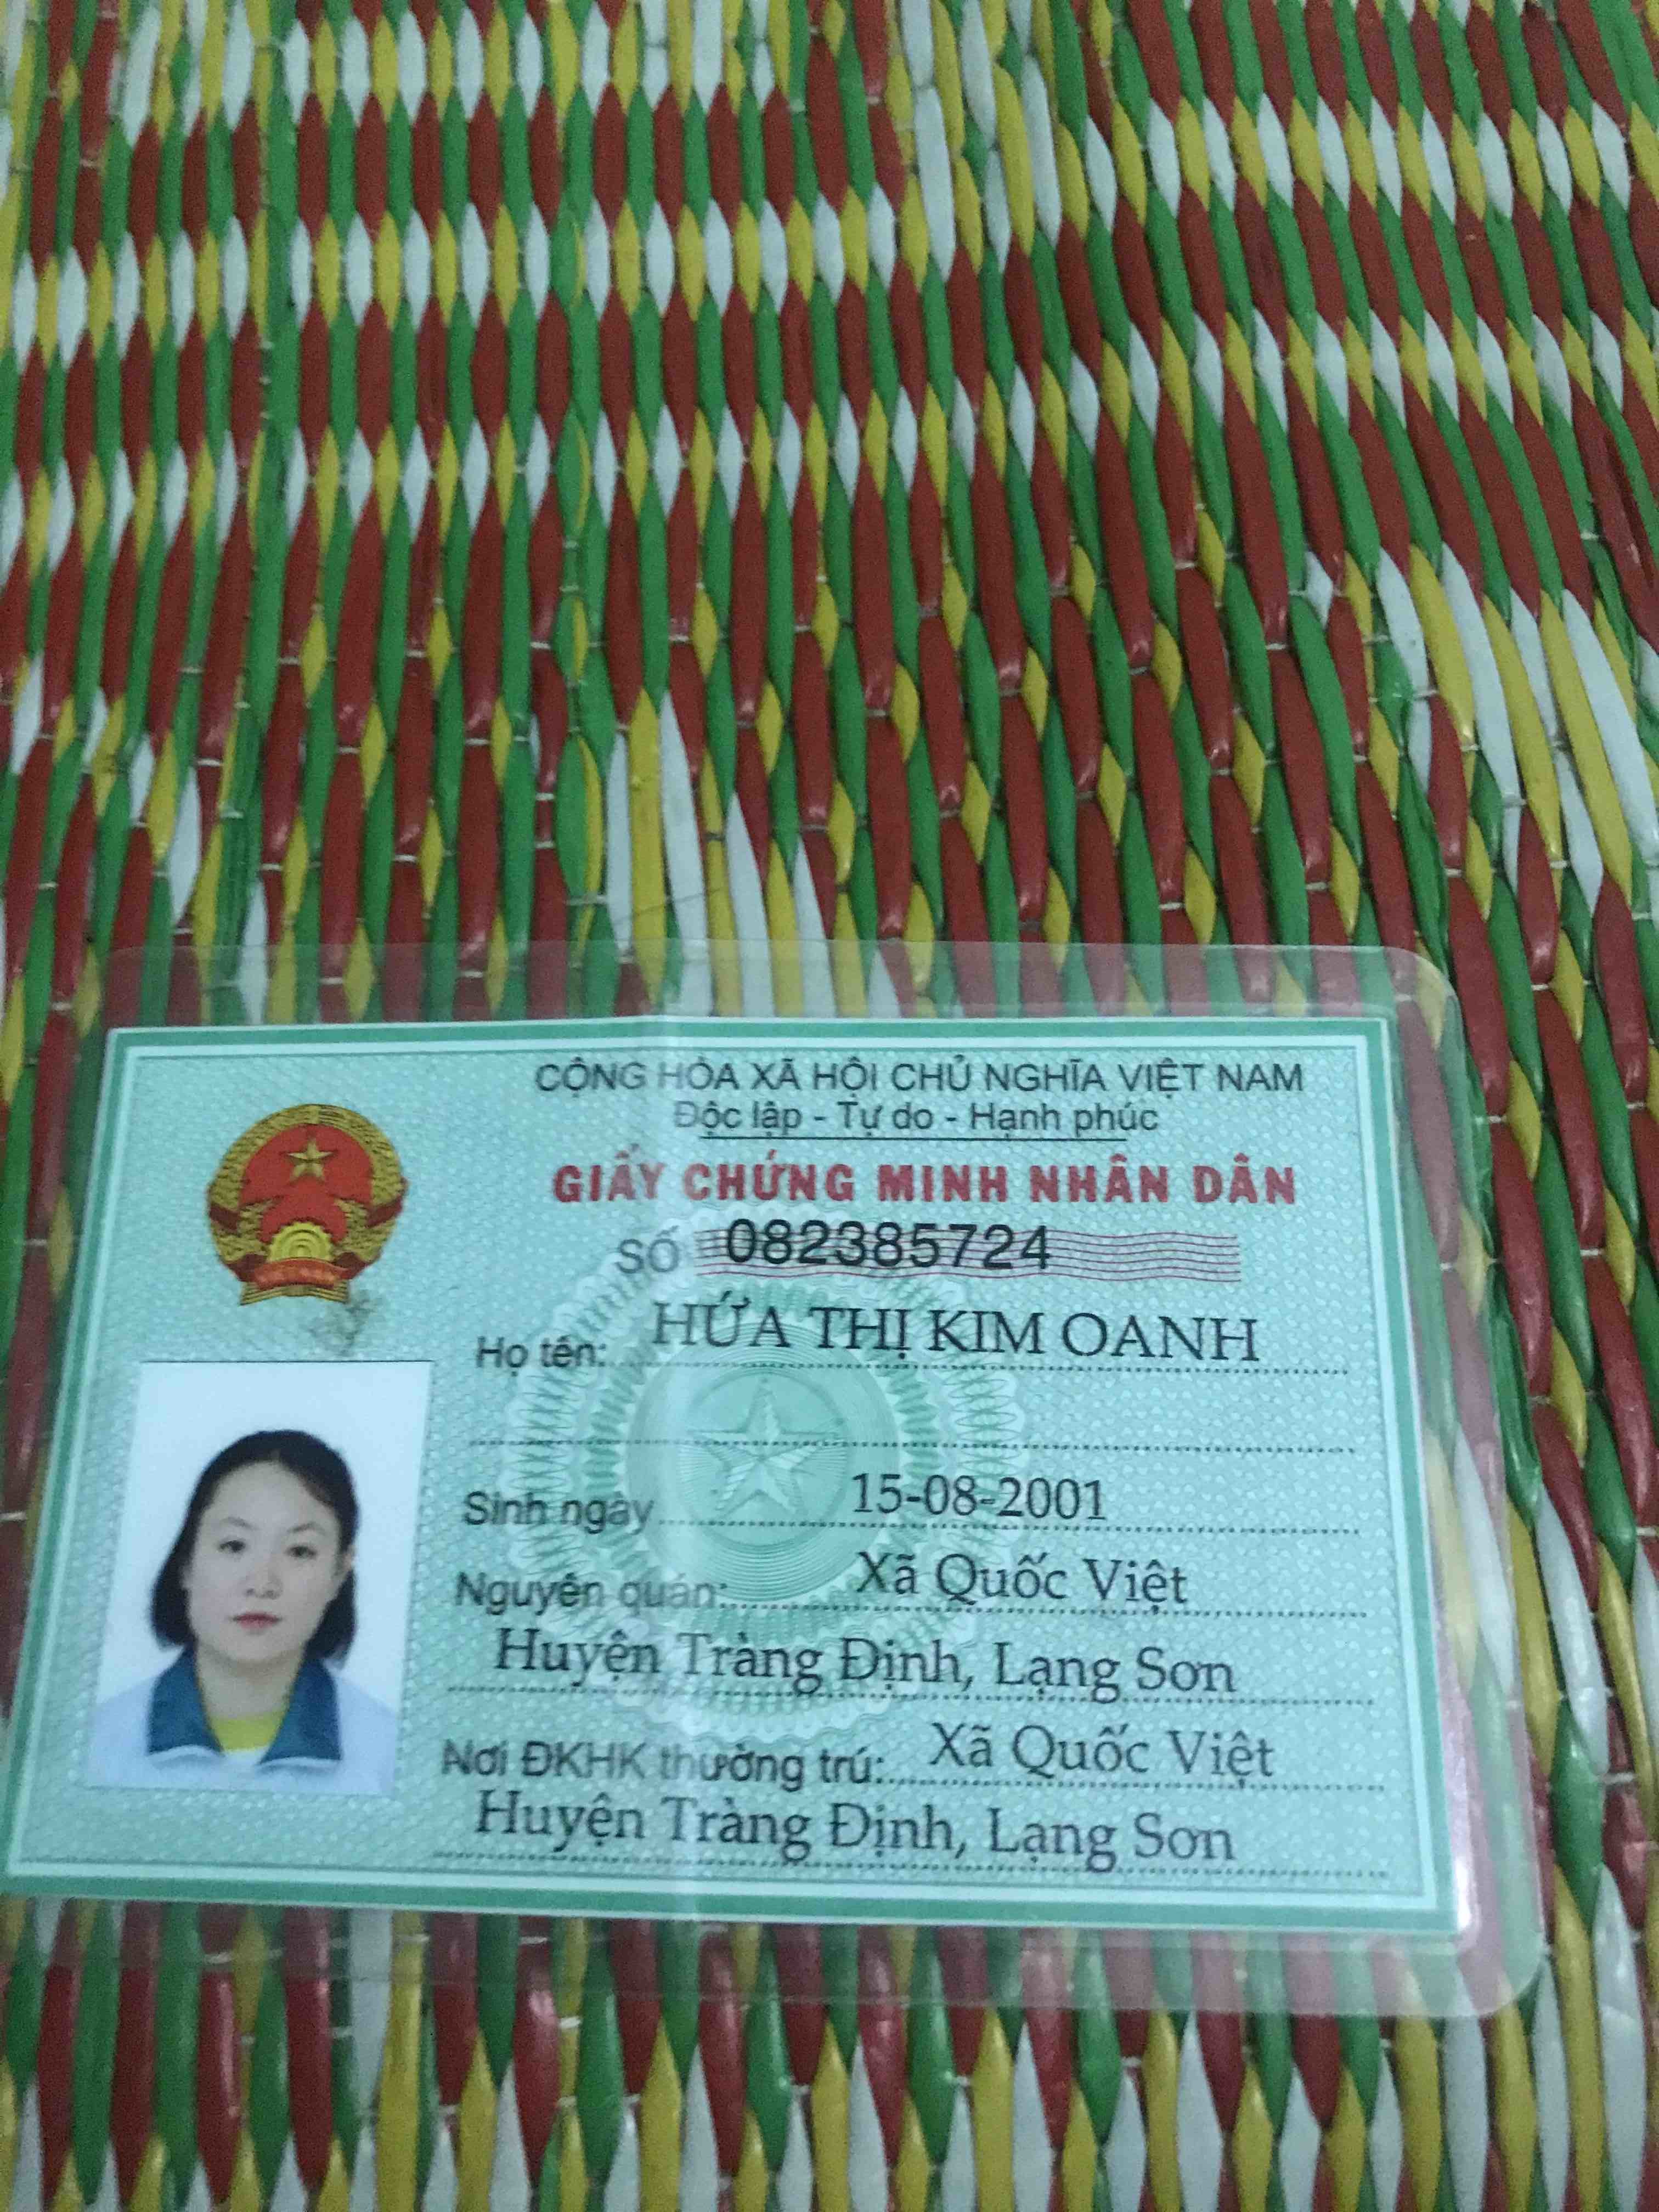 CỘNG HÒA XÃ HỘI CHỦ NGHĨA VIỆT NAM
Độc lập - Tự do - Hạnh phúc
GIẤY CHỨNG MINH NHÂN DÂN
SỐ 082385724
Họ tên: HỨA THỊ KIM OANH
Sinh ngày 15-08-2001
Nguyên quán: Xã Quốc Việt
Huyện Tràng Định, Lạng Sơn
Nơi ĐKHK thường trú: Xã Quốc Việt
Huyện Tràng Định, Lạng Sơn